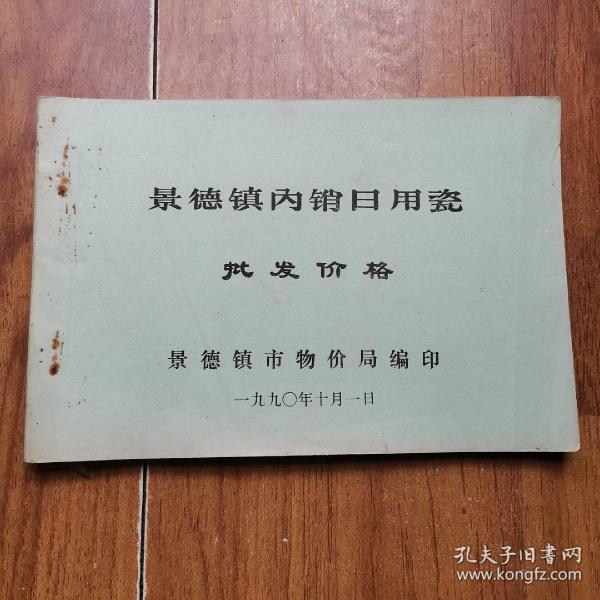 景德镇内销日用瓷
批发价格
景德镇市物价局编印
一九九〇年十月一日
孔夫子旧书网
www.kongfz.com